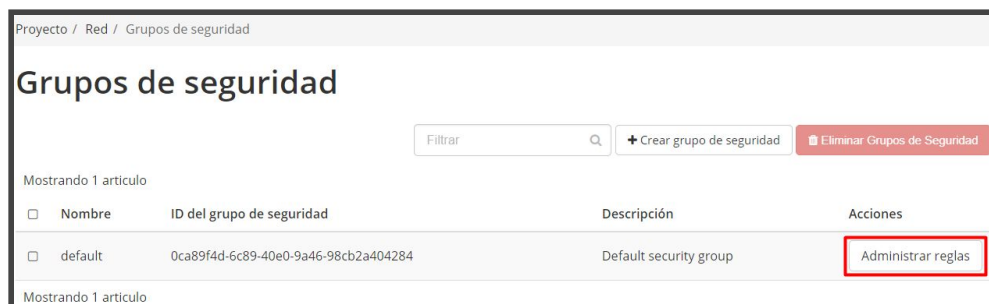 Proyecto / Red / Grupos de seguridad
Grupos de seguridad
Filtrar + Crear grupo de seguridad Eliminar Grupos de Seguridad
Mostrando 1 articulo
Nombre ID del grupo de seguridad Descripción Acciones
default 0ca89f4d-6c89-40e0-9a46-98cb2a404284 Default security group Administrar reglas
Mostrando 1 articulo